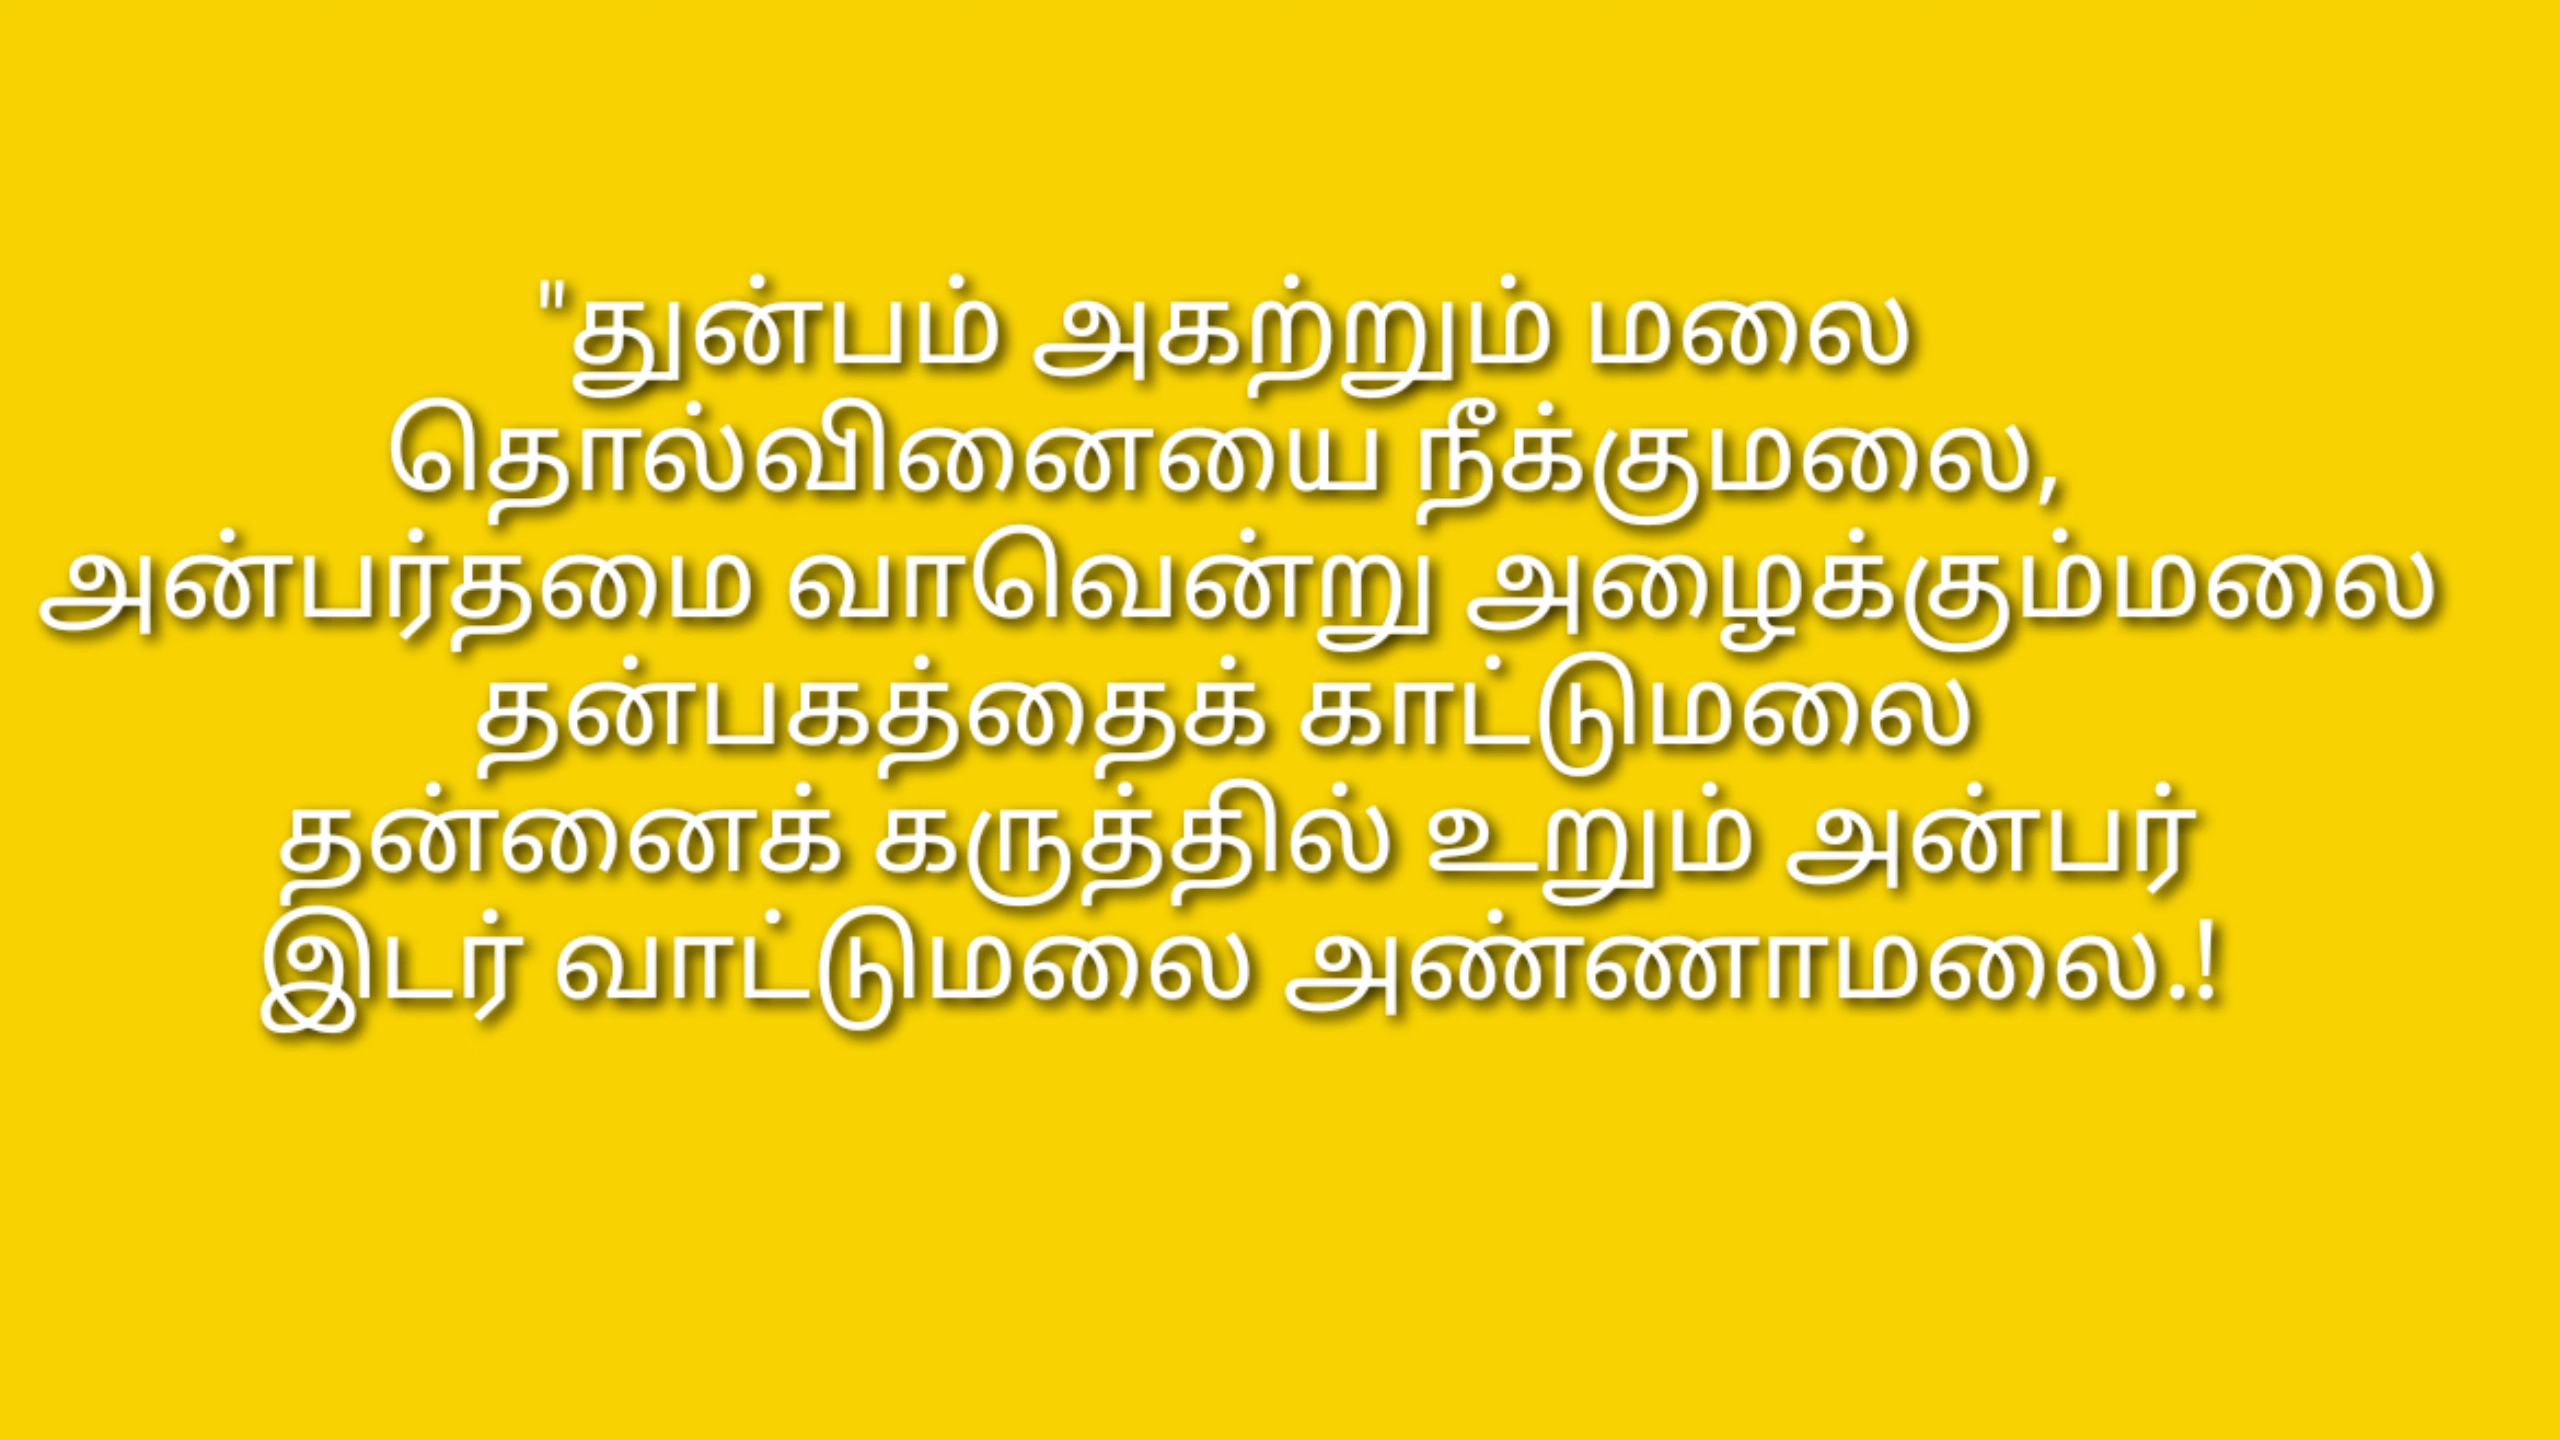 "துன்பம் அகற்றும் மலை
தொல்வினையை நீக்குமலை,
அன்பர்தமை வாவென்று அழைக்கும்மலை
தன்பகத்தைக் காட்டுமலை
தன்னைக் கருத்தில் உறும் அன்பர்
இடர் வாட்டுமலை அண்ணாமலை.!